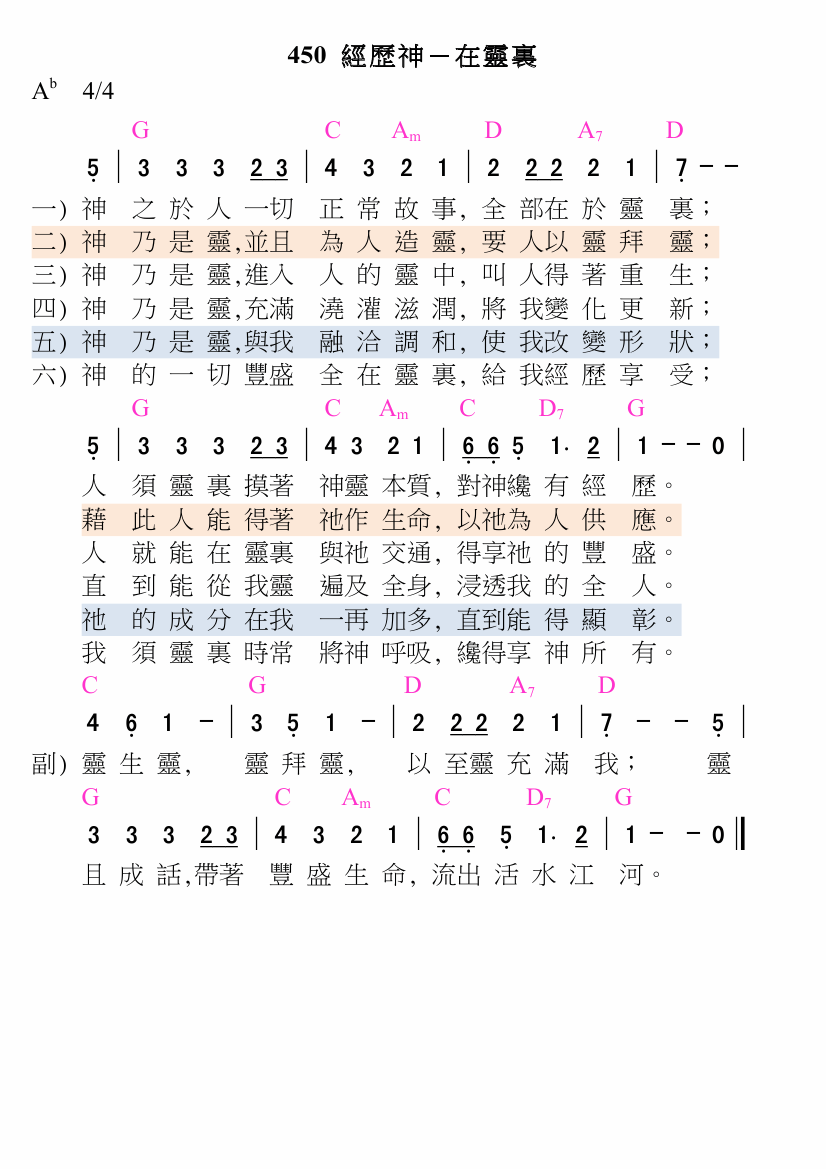 450 經歷神－在靈裏
Ab 4/4
G C Am D A7 D
5̣ | 3 3 3 2 3 | 4 3 2 1 | 2 2 2 2 1 | 7̣ － －
一) 神 之 於 人 一切 正 常 故 事, 全 部在 於 靈 裏；
二) 神 乃 是 靈,並且 為 人 造 靈, 要 人以 靈 拜 靈；
三) 神 乃 是 靈,進入 人 的 靈 中, 叫 人得 著 重 生；
四) 神 乃 是 靈,充滿 澆 灌 滋 潤, 將 我變 化 更 新；
五) 神 乃 是 靈,與我 融 洽 調 和, 使 我改 變 形 狀；
六) 神 的 一 切 豐盛 全 在 靈 裏, 給 我經 歷 享 受；
G C Am C D7 G
5̣ | 3 3 3 2 3 | 4 3 2 1 | 6̣ 6̣ 5̣ 1· 2 | 1 － － 0 |
人 須 靈 裏 摸著 神靈 本質, 對神纔 有 經 歷。
藉 此 人 能 得著 祂作 生命, 以祂為 人 供 應。
人 就 能 在 靈裏 與祂 交通, 得享祂 的 豐 盛。
直 到 能 從 我靈 遍及 全身, 浸透我 的 全 人。
祂 的 成 分 在我 一再 加多, 直到能 得 顯 彰。
我 須 靈 裏 時常 將神 呼吸, 纔得享 神 所 有。
C G D A7 D
4 6̣ 1 － | 3 5̣ 1 － | 2 2 2 2 1 | 7̣ － － 5̣ |
副) 靈 生 靈, 靈 拜 靈, 以 至靈 充 滿 我； 靈
G C Am C D7 G
3 3 3 2 3 | 4 3 2 1 | 6̣ 6̣ 5̣ 1· 2 | 1 － － 0 ‖
且 成 話,帶著 豐 盛 生 命, 流出 活 水 江 河。